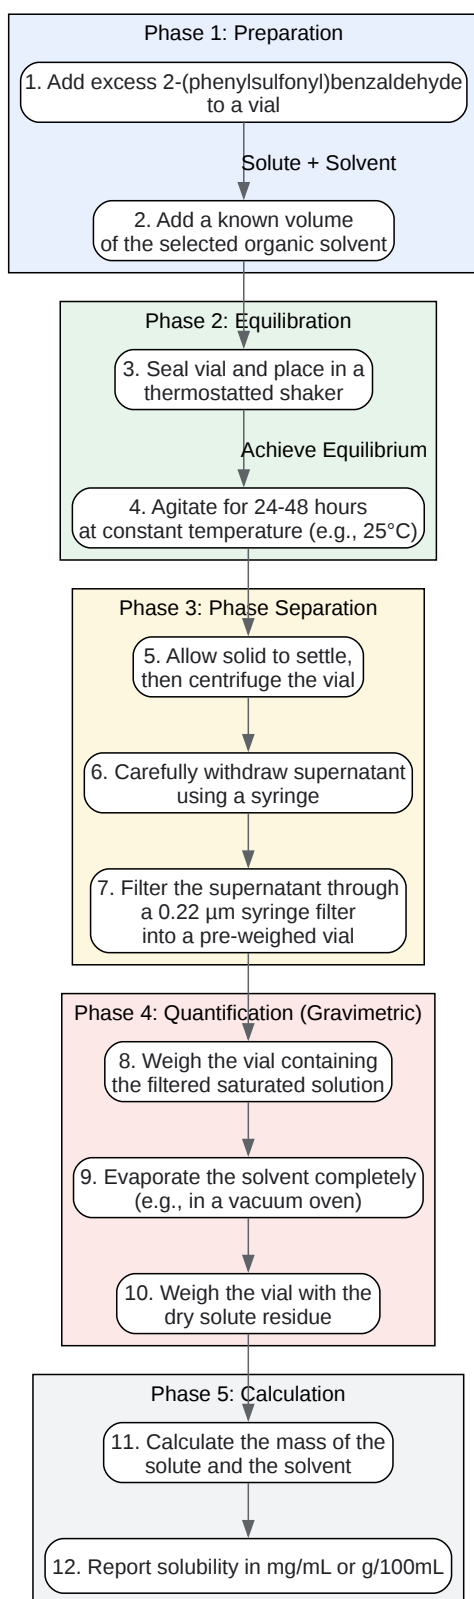 Phase 1: Preparation
1. Add excess 2-(phenylsulfonyl)benzaldehyde
to a vial
Solute + Solvent
2. Add a known volume
of the selected organic solvent
Phase 2: Equilibration
3. Seal vial and place in a
thermostatted shaker
Achieve Equilibrium
4. Agitate for 24-48 hours
at constant temperature (e.g., 25°C)
Phase 3: Phase Separation
5. Allow solid to settle,
then centrifuge the vial
6. Carefully withdraw supernatant
using a syringe
7. Filter the supernatant through
a 0.22 µm syringe filter
into a pre-weighed vial
Phase 4: Quantification (Gravimetric)
8. Weigh the vial containing
the filtered saturated solution
9. Evaporate the solvent completely
(e.g., in a vacuum oven)
10. Weigh the vial with the
dry solute residue
Phase 5: Calculation
11. Calculate the mass of the
solute and the solvent
12. Report solubility in mg/mL or g/100mL